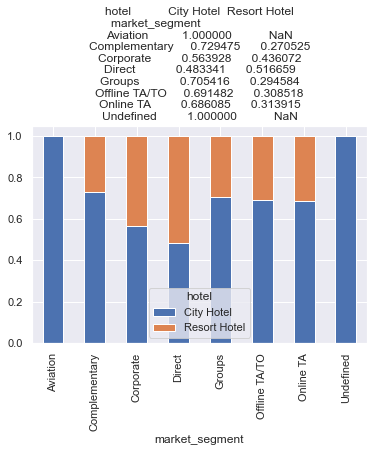 hotel City Hotel Resort Hotel
market_segment
Aviation 1.000000 NaN
Complementary 0.729475 0.270525
Corporate 0.563928 0.436072
Direct 0.483341 0.516659
Groups 0.705416 0.294584
Offline TA/TO 0.691482 0.308518
Online TA 0.686085 0.313915
Undefined 1.000000 NaN
1.0
0.8
0.6
0.4
0.2
0.0
hotel
City Hotel
Resort Hotel
Aviation
Complementary
Corporate
Direct
Groups
Offline TA/TO
Online TA
Undefined
market_segment